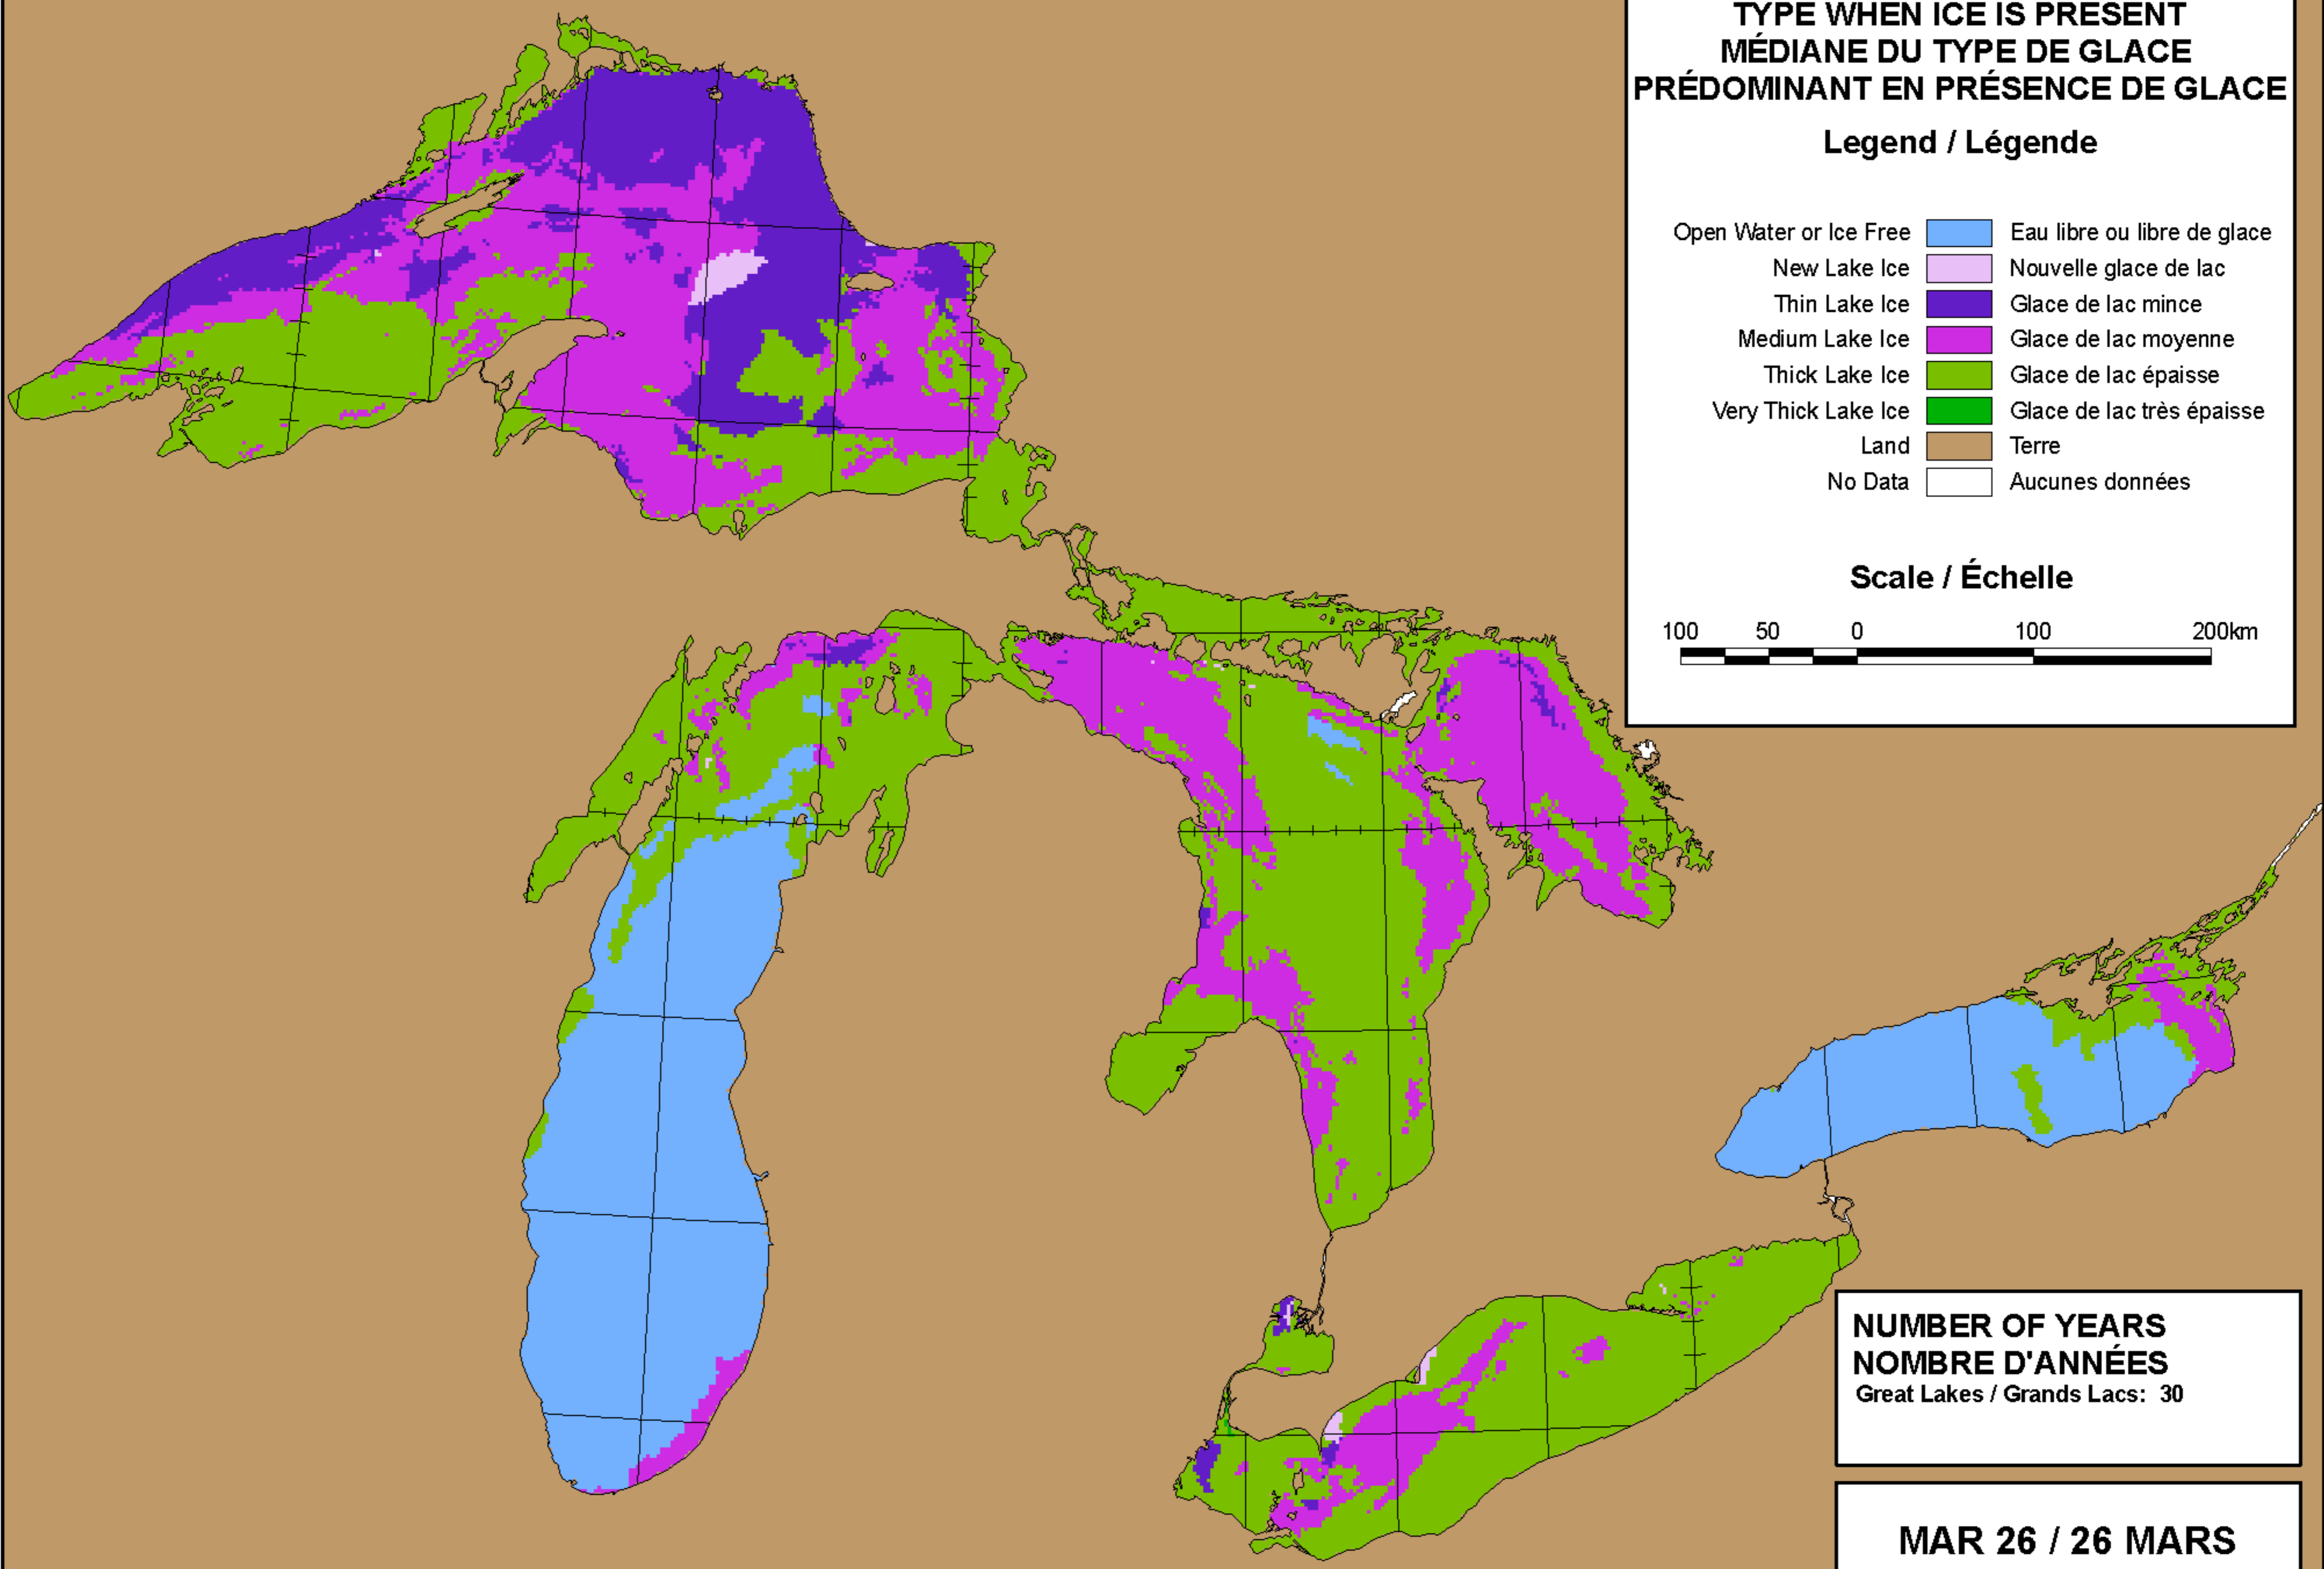 TYPE WHEN ICE IS PRESENT
MÉDIANE DU TYPE DE GLACE
PRÉDOMINANT EN PRÉSENCE DE GLACE
Legend / Légende
Open Water or Ice Free Eau libre ou libre de glace
New Lake Ice Nouvelle glace de lac
Thin Lake Ice Glace de lac mince
Medium Lake Ice Glace de lac moyenne
Thick Lake Ice Glace de lac épaisse
Very Thick Lake Ice Glace de lac très épaisse
Land Terre
No Data Aucunes données
Scale / Échelle
100 50 0 100 200km
NUMBER OF YEARS
NOMBRE D'ANNÉES
Great Lakes / Grands Lacs: 30
MAR 26 / 26 MARS